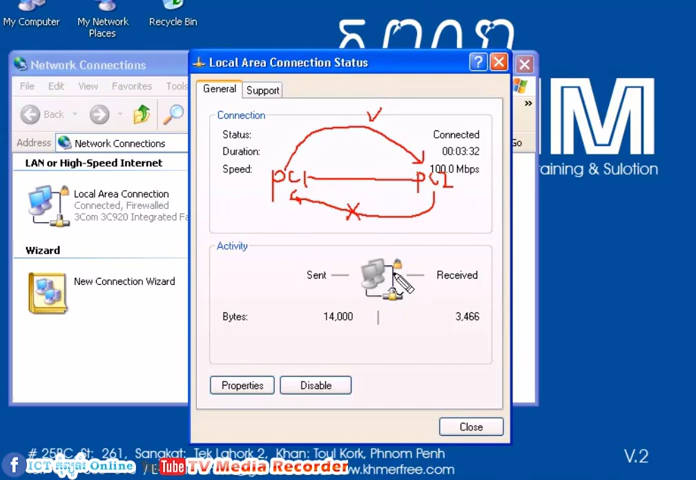 My Computer
My Network Places
Recycle Bin
Network Connections
File Edit View Favorites Tools
Back
Address Network Connections
LAN or High-Speed Internet
Local Area Connection
Connected, Firewalled
3Com 3C920 Integrated Fa
Wizard
New Connection Wizard
Local Area Connection Status
General Support
Connection
Status: Connected
Duration: 00:03:32
Speed: 100.0 Mbps
PC1 PC2
Activity
Sent Received
Bytes: 14,000 3,466
Properties Disable
Close
M
aining & Sulotion
# 25BC, St: 261, Sangkat: Tek Lahork 2, Khan: Toul Kork, Phnom Penh
V.2
ICT Online
Tube TV Media Recorder
www.khmerfree.com